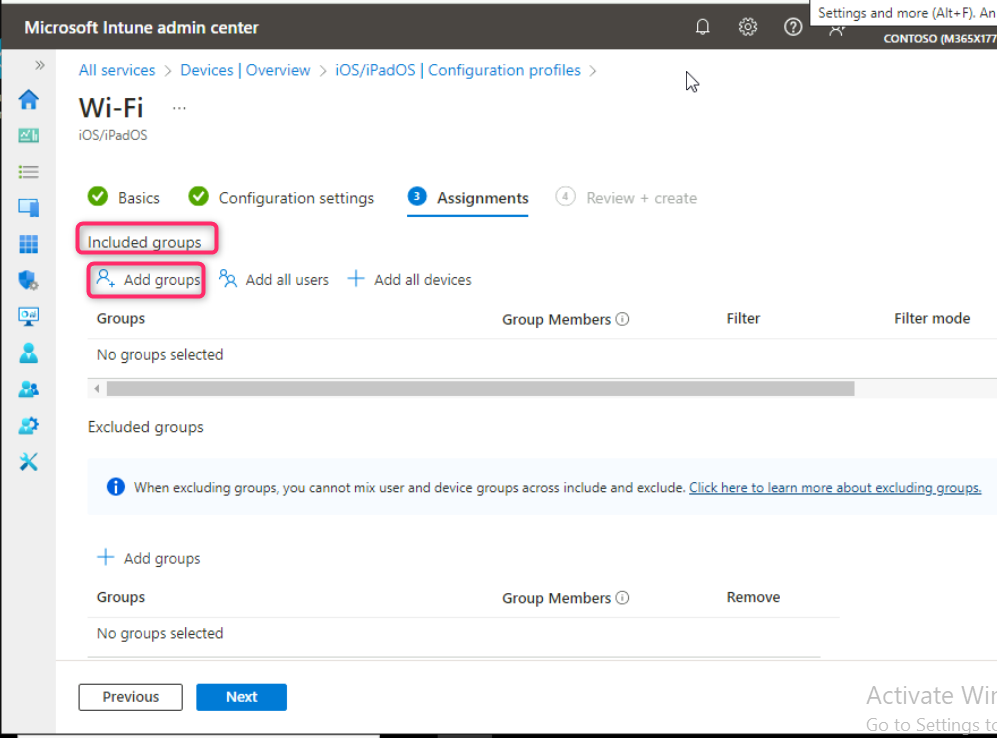 Settings and more (Alt+F). An
Microsoft Intune admin center
CONTOSO (M365X177
All services > Devices | Overview > iOS/iPadOS | Configuration profiles >
Wi-Fi ...
iOS/iPadOS
Basics Configuration settings 3 Assignments 4 Review + create
Included groups
Add groups Add all users Add all devices
Groups Group Members Filter Filter mode
No groups selected
Excluded groups
When excluding groups, you cannot mix user and device groups across include and exclude. Click here to learn more about excluding groups.
Add groups
Groups Group Members Remove
No groups selected
Previous Next
Activate Win
Go to Settings to